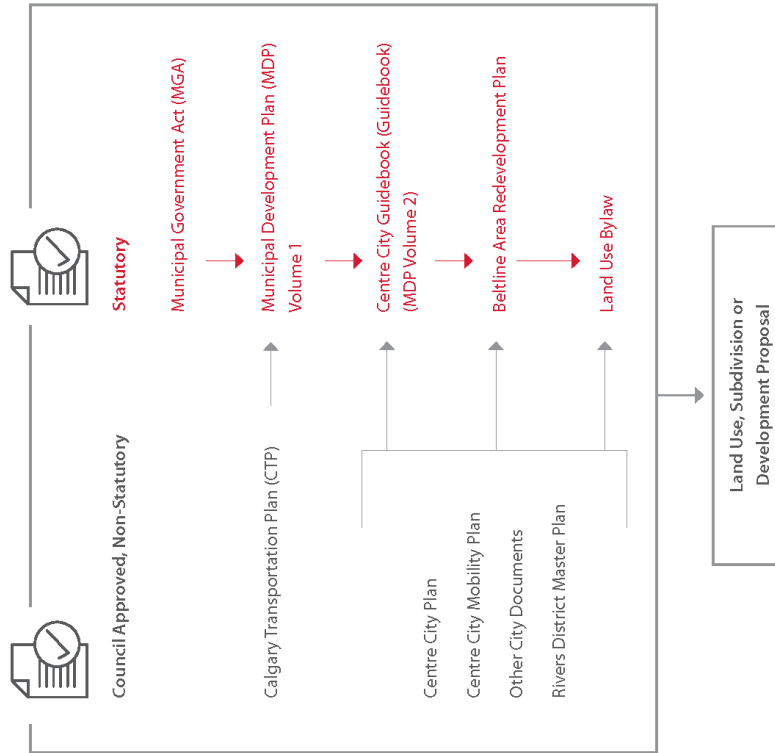 Council Approved, Non-Statutory
Calgary Transportation Plan (CTP)
Centre City Plan
Centre City Mobility Plan
Other City Documents
Rivers District Master Plan
Statutory
Municipal Government Act (MGA)
Municipal Development Plan (MDP)
Volume 1
Centre City Guidebook (Guidebook)
(MDP Volume 2)
Beltline Area Redevelopment Plan
Land Use Bylaw
Land Use, Subdivision or
Development Proposal